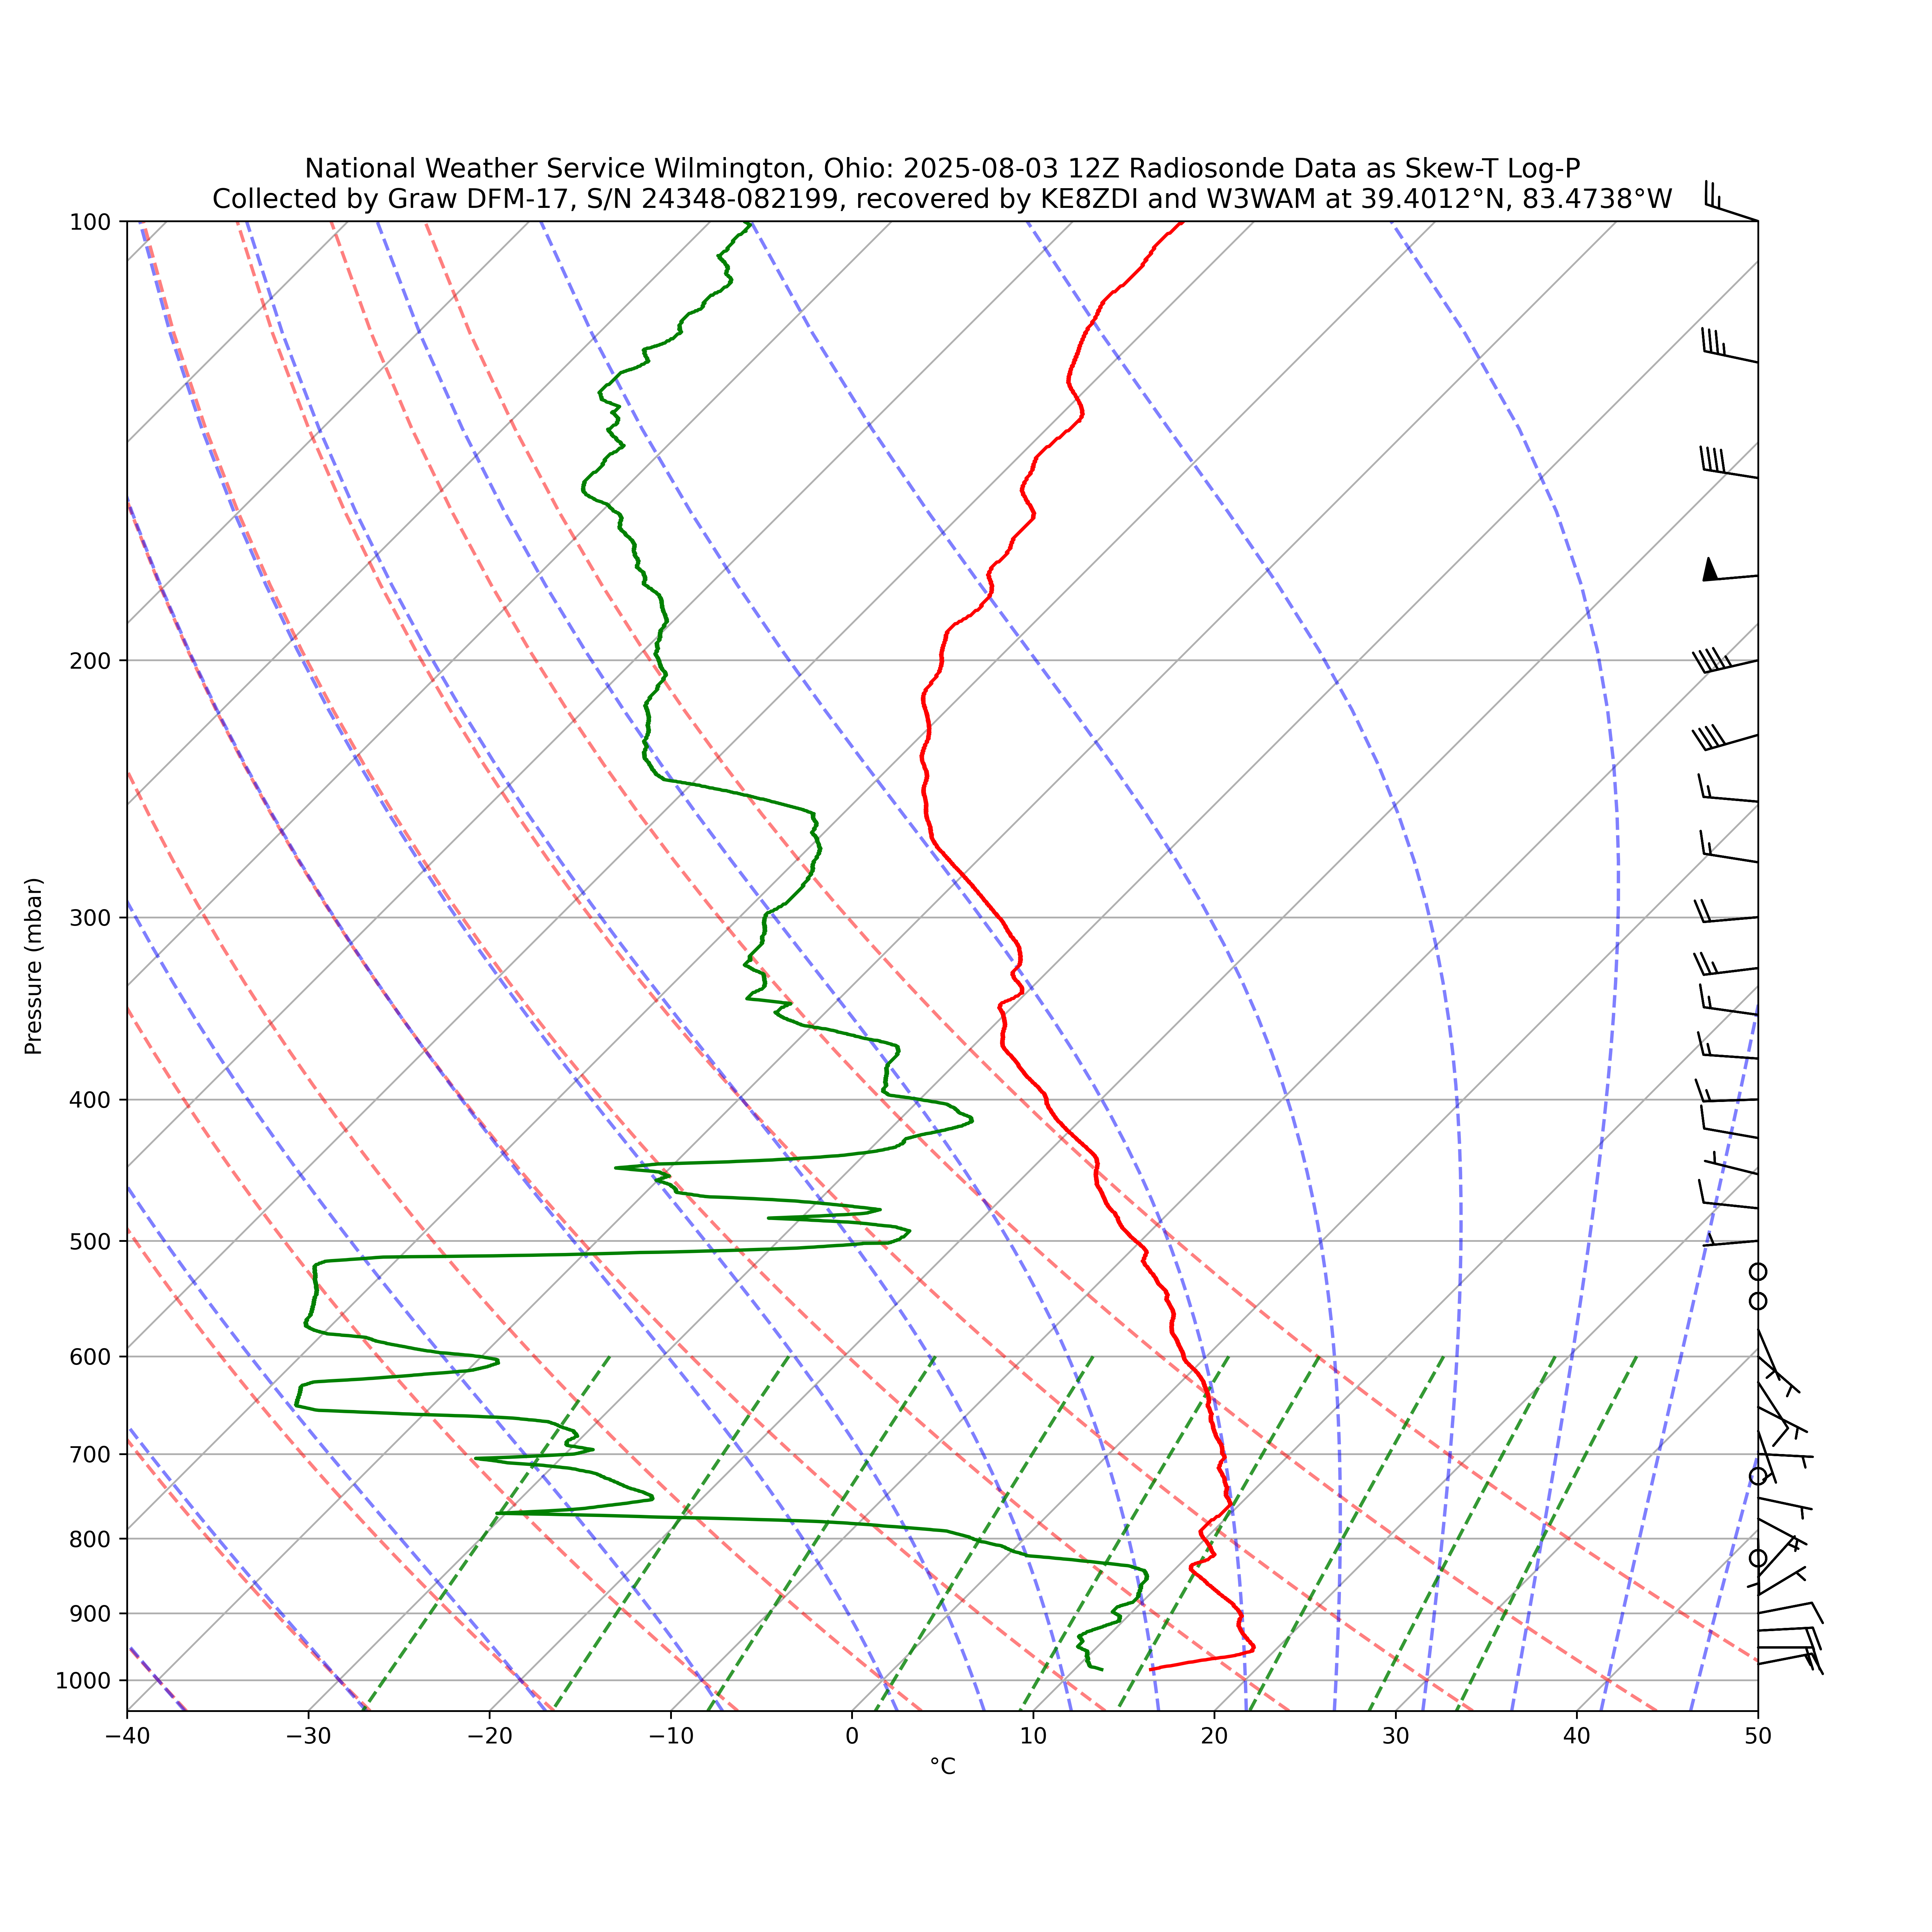 National Weather Service Wilmington, Ohio: 2025-08-03 12Z Radiosonde Data as Skew-T Log-P
Collected by Graw DFM-17, S/N 24348-082199, recovered by KE8ZDI and W3WAM at 39.4012°N, 83.4738°W
100
200
300
400
500
600
700
800
900
1000
Pressure (mbar)
−40 −30 −20 −10 0 10 20 30 40 50
°C